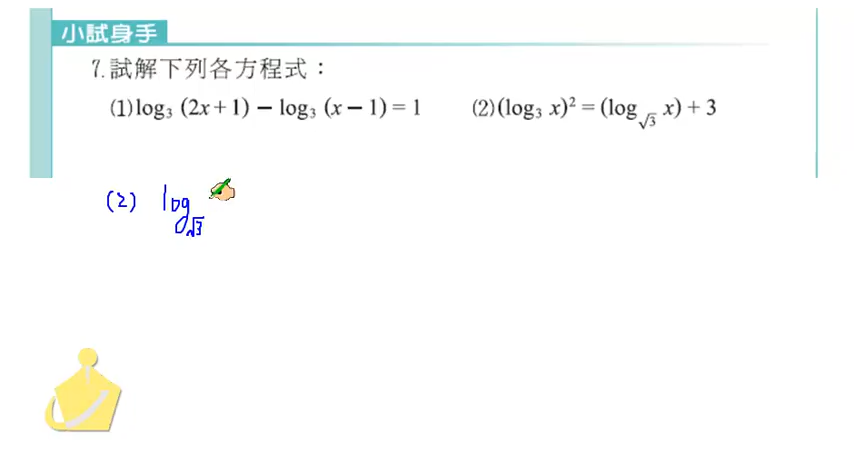 小試身手
7.試解下列各方程式：
(1)log₃ (2x+1) − log₃ (x−1) = 1 (2)(log₃ x)² = (log_√3 x) + 3
(2) log_√3